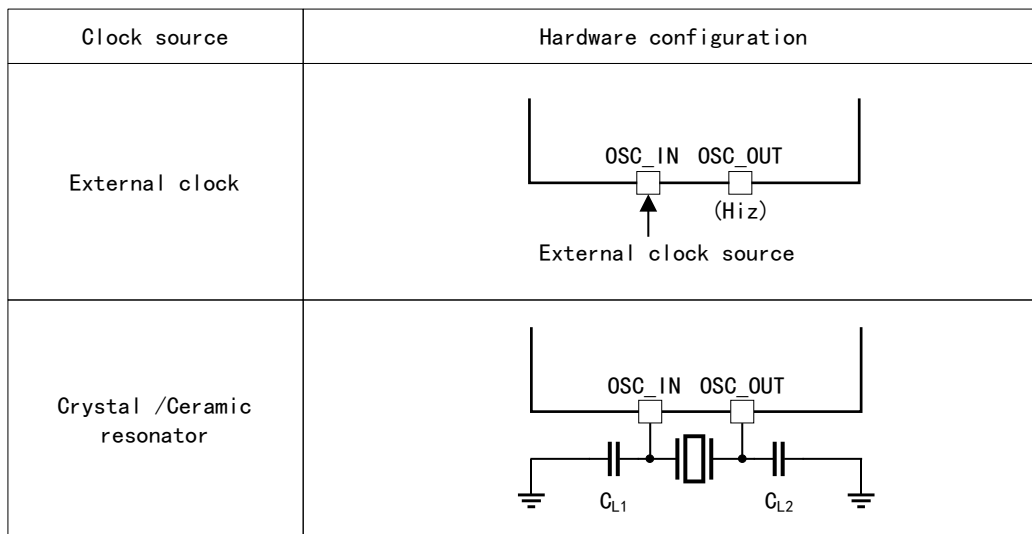 Clock source
Hardware configuration
External clock
OSC_IN OSC_OUT
(Hiz)
External clock source
Crystal /Ceramic
resonator
OSC_IN OSC_OUT
CL1
CL2